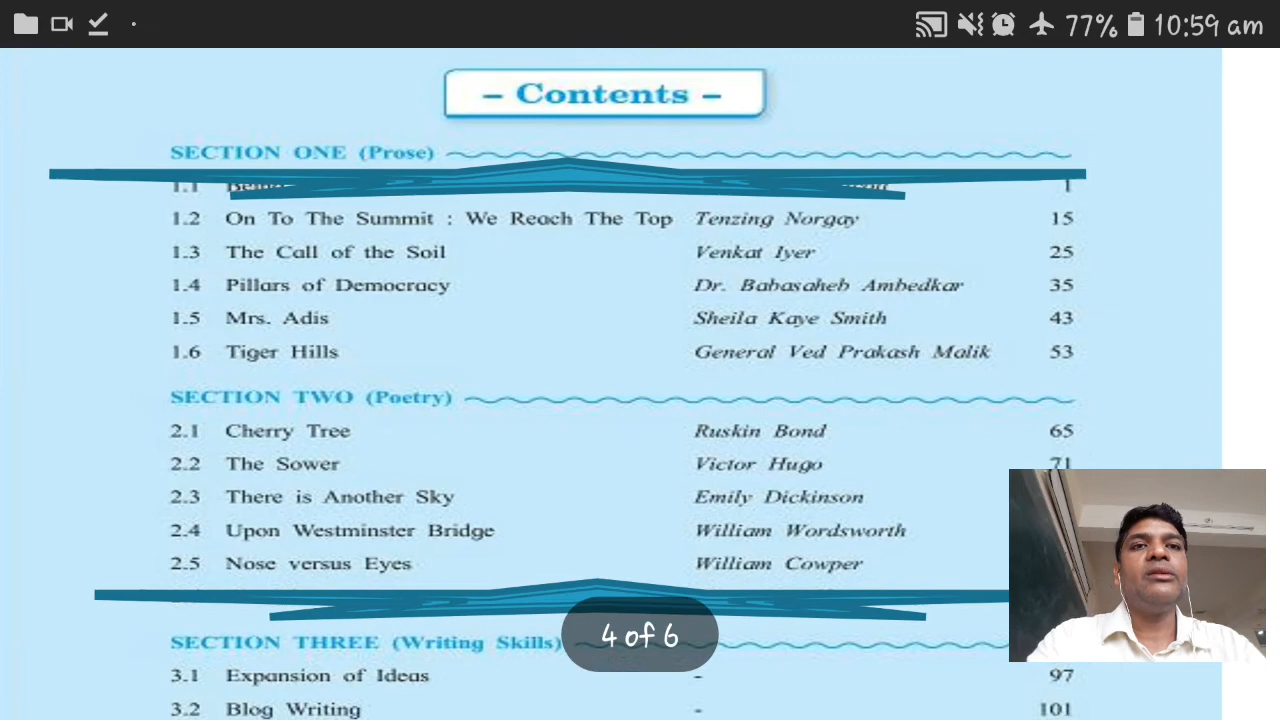 77% 10:59 am
- Contents -
SECTION ONE (Prose)
1.1 1
1.2 On To The Summit : We Reach The Top Tenzing Norgay 15
1.3 The Call of the Soil Venkat Iyer 25
1.4 Pillars of Democracy Dr. Babasaheb Ambedkar 35
1.5 Mrs. Adis Sheila Kaye Smith 43
1.6 Tiger Hills General Ved Prakash Malik 53
SECTION TWO (Poetry)
2.1 Cherry Tree Ruskin Bond 65
2.2 The Sower Victor Hugo 71
2.3 There is Another Sky Emily Dickinson
2.4 Upon Westminster Bridge William Wordsworth
2.5 Nose versus Eyes William Cowper
4 of 6
SECTION THREE (Writing Skills)
3.1 Expansion of Ideas - 97
3.2 Blog Writing - 101